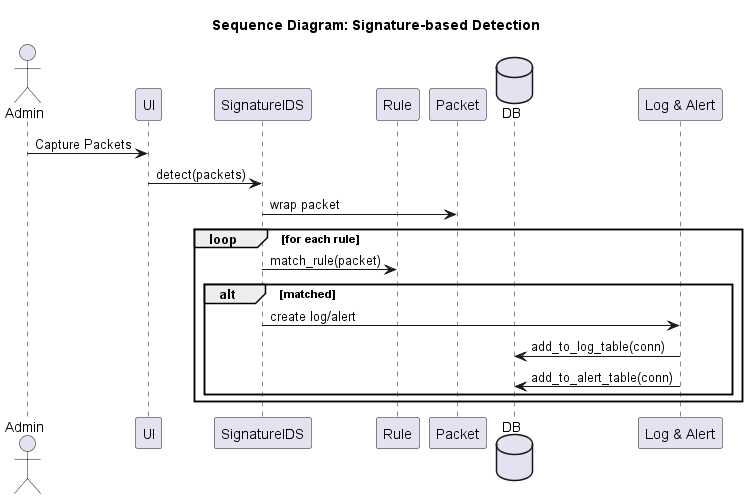 Sequence Diagram: Signature-based Detection
Admin
UI
SignatureIDS
Rule
Packet
DB
Log & Alert
Capture Packets
detect(packets)
wrap packet
loop [for each rule]
match_rule(packet)
alt [matched]
create log/alert
add_to_log_table(conn)
add_to_alert_table(conn)
Admin
UI
SignatureIDS
Rule
Packet
DB
Log & Alert